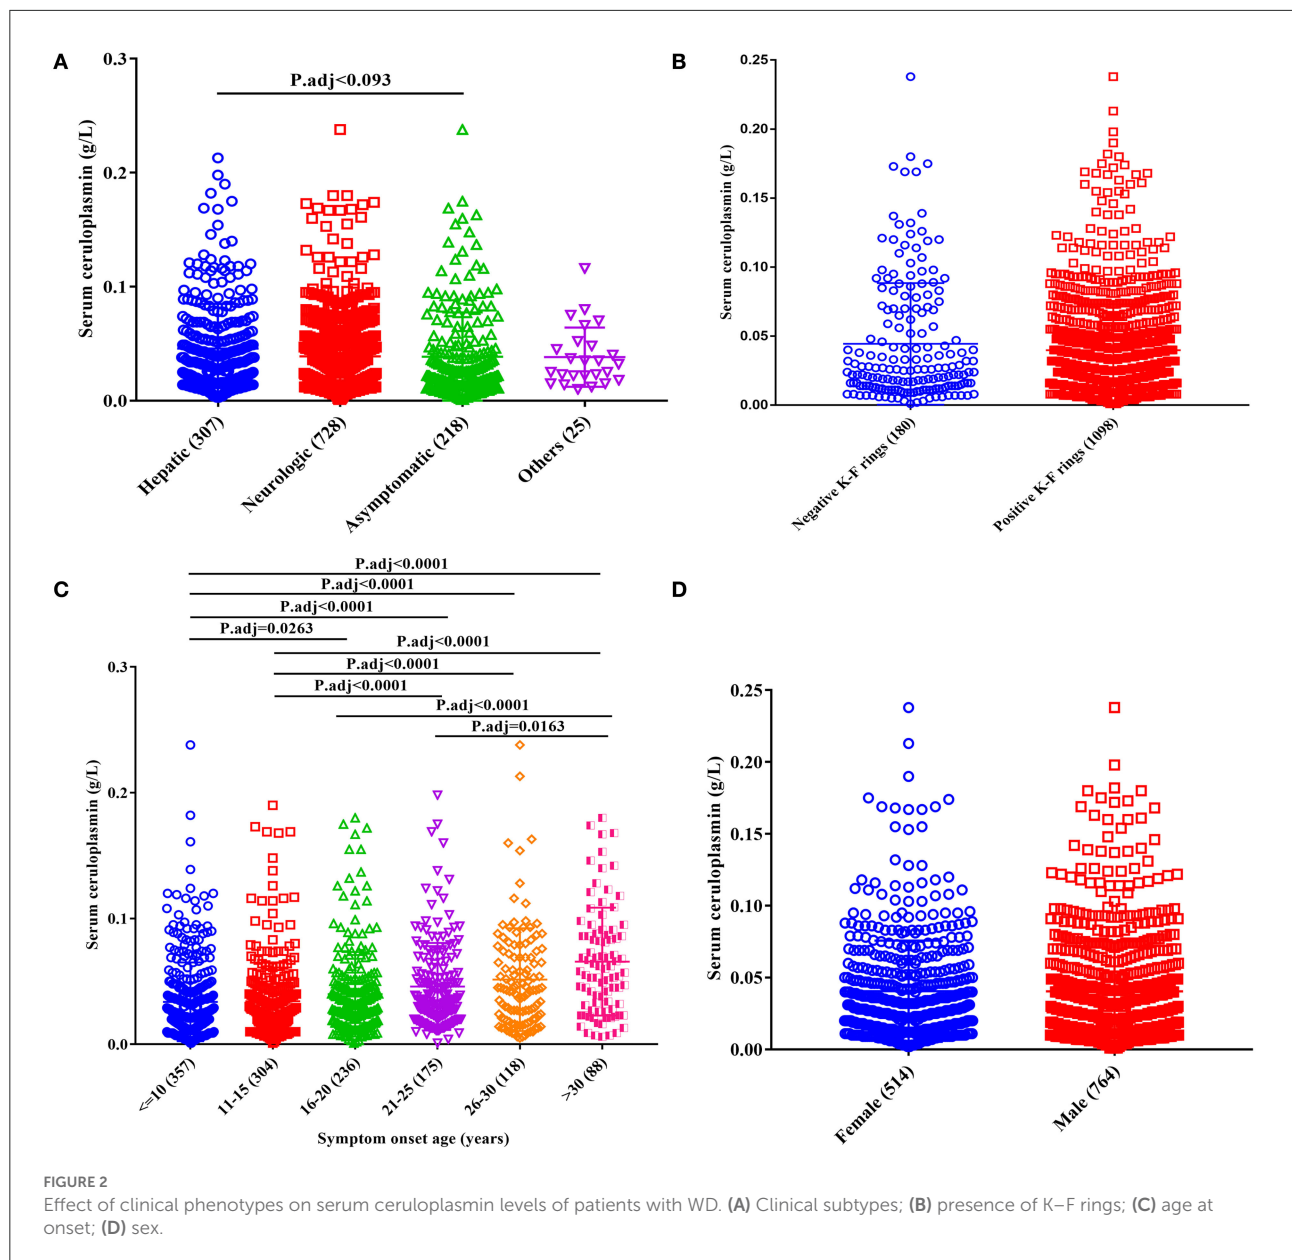 A
P.adj<0.093
Serum ceruloplasmin (g/L)
0.3
0.2
0.1
0.0
Hepatic (307)
Neurologic (728)
Asymptomatic (218)
Others (25)
B
Serum ceruloplasmin (g/L)
0.25
0.20
0.15
0.10
0.05
0.00
Negative K-F rings (180)
Positive K-F rings (1098)
C
P.adj<0.0001
P.adj<0.0001
P.adj<0.0001
P.adj=0.0263
P.adj<0.0001
P.adj<0.0001
P.adj<0.0001
P.adj<0.0001
P.adj=0.0163
Serum ceruloplasmin (g/L)
0.3
0.2
0.1
0.0
<=10 (357)
11-15 (304)
16-20 (236)
21-25 (175)
26-30 (118)
>30 (88)
Symptom onset age (years)
D
Serum ceruloplasmin (g/L)
0.25
0.20
0.15
0.10
0.05
0.00
Female (514)
Male (764)
FIGURE 2
Effect of clinical phenotypes on serum ceruloplasmin levels of patients with WD. (A) Clinical subtypes; (B) presence of K–F rings; (C) age at
onset; (D) sex.